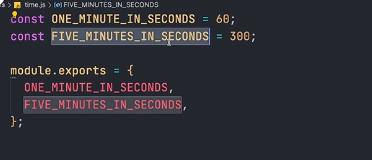 s > time.js > FIVE_MINUTES_IN_SECONDS
const ONE_MINUTE_IN_SECONDS = 60;
const FIVE_MINUTES_IN_SECONDS = 300;
module.exports = {
ONE_MINUTE_IN_SECONDS,
FIVE_MINUTES_IN_SECONDS,
};